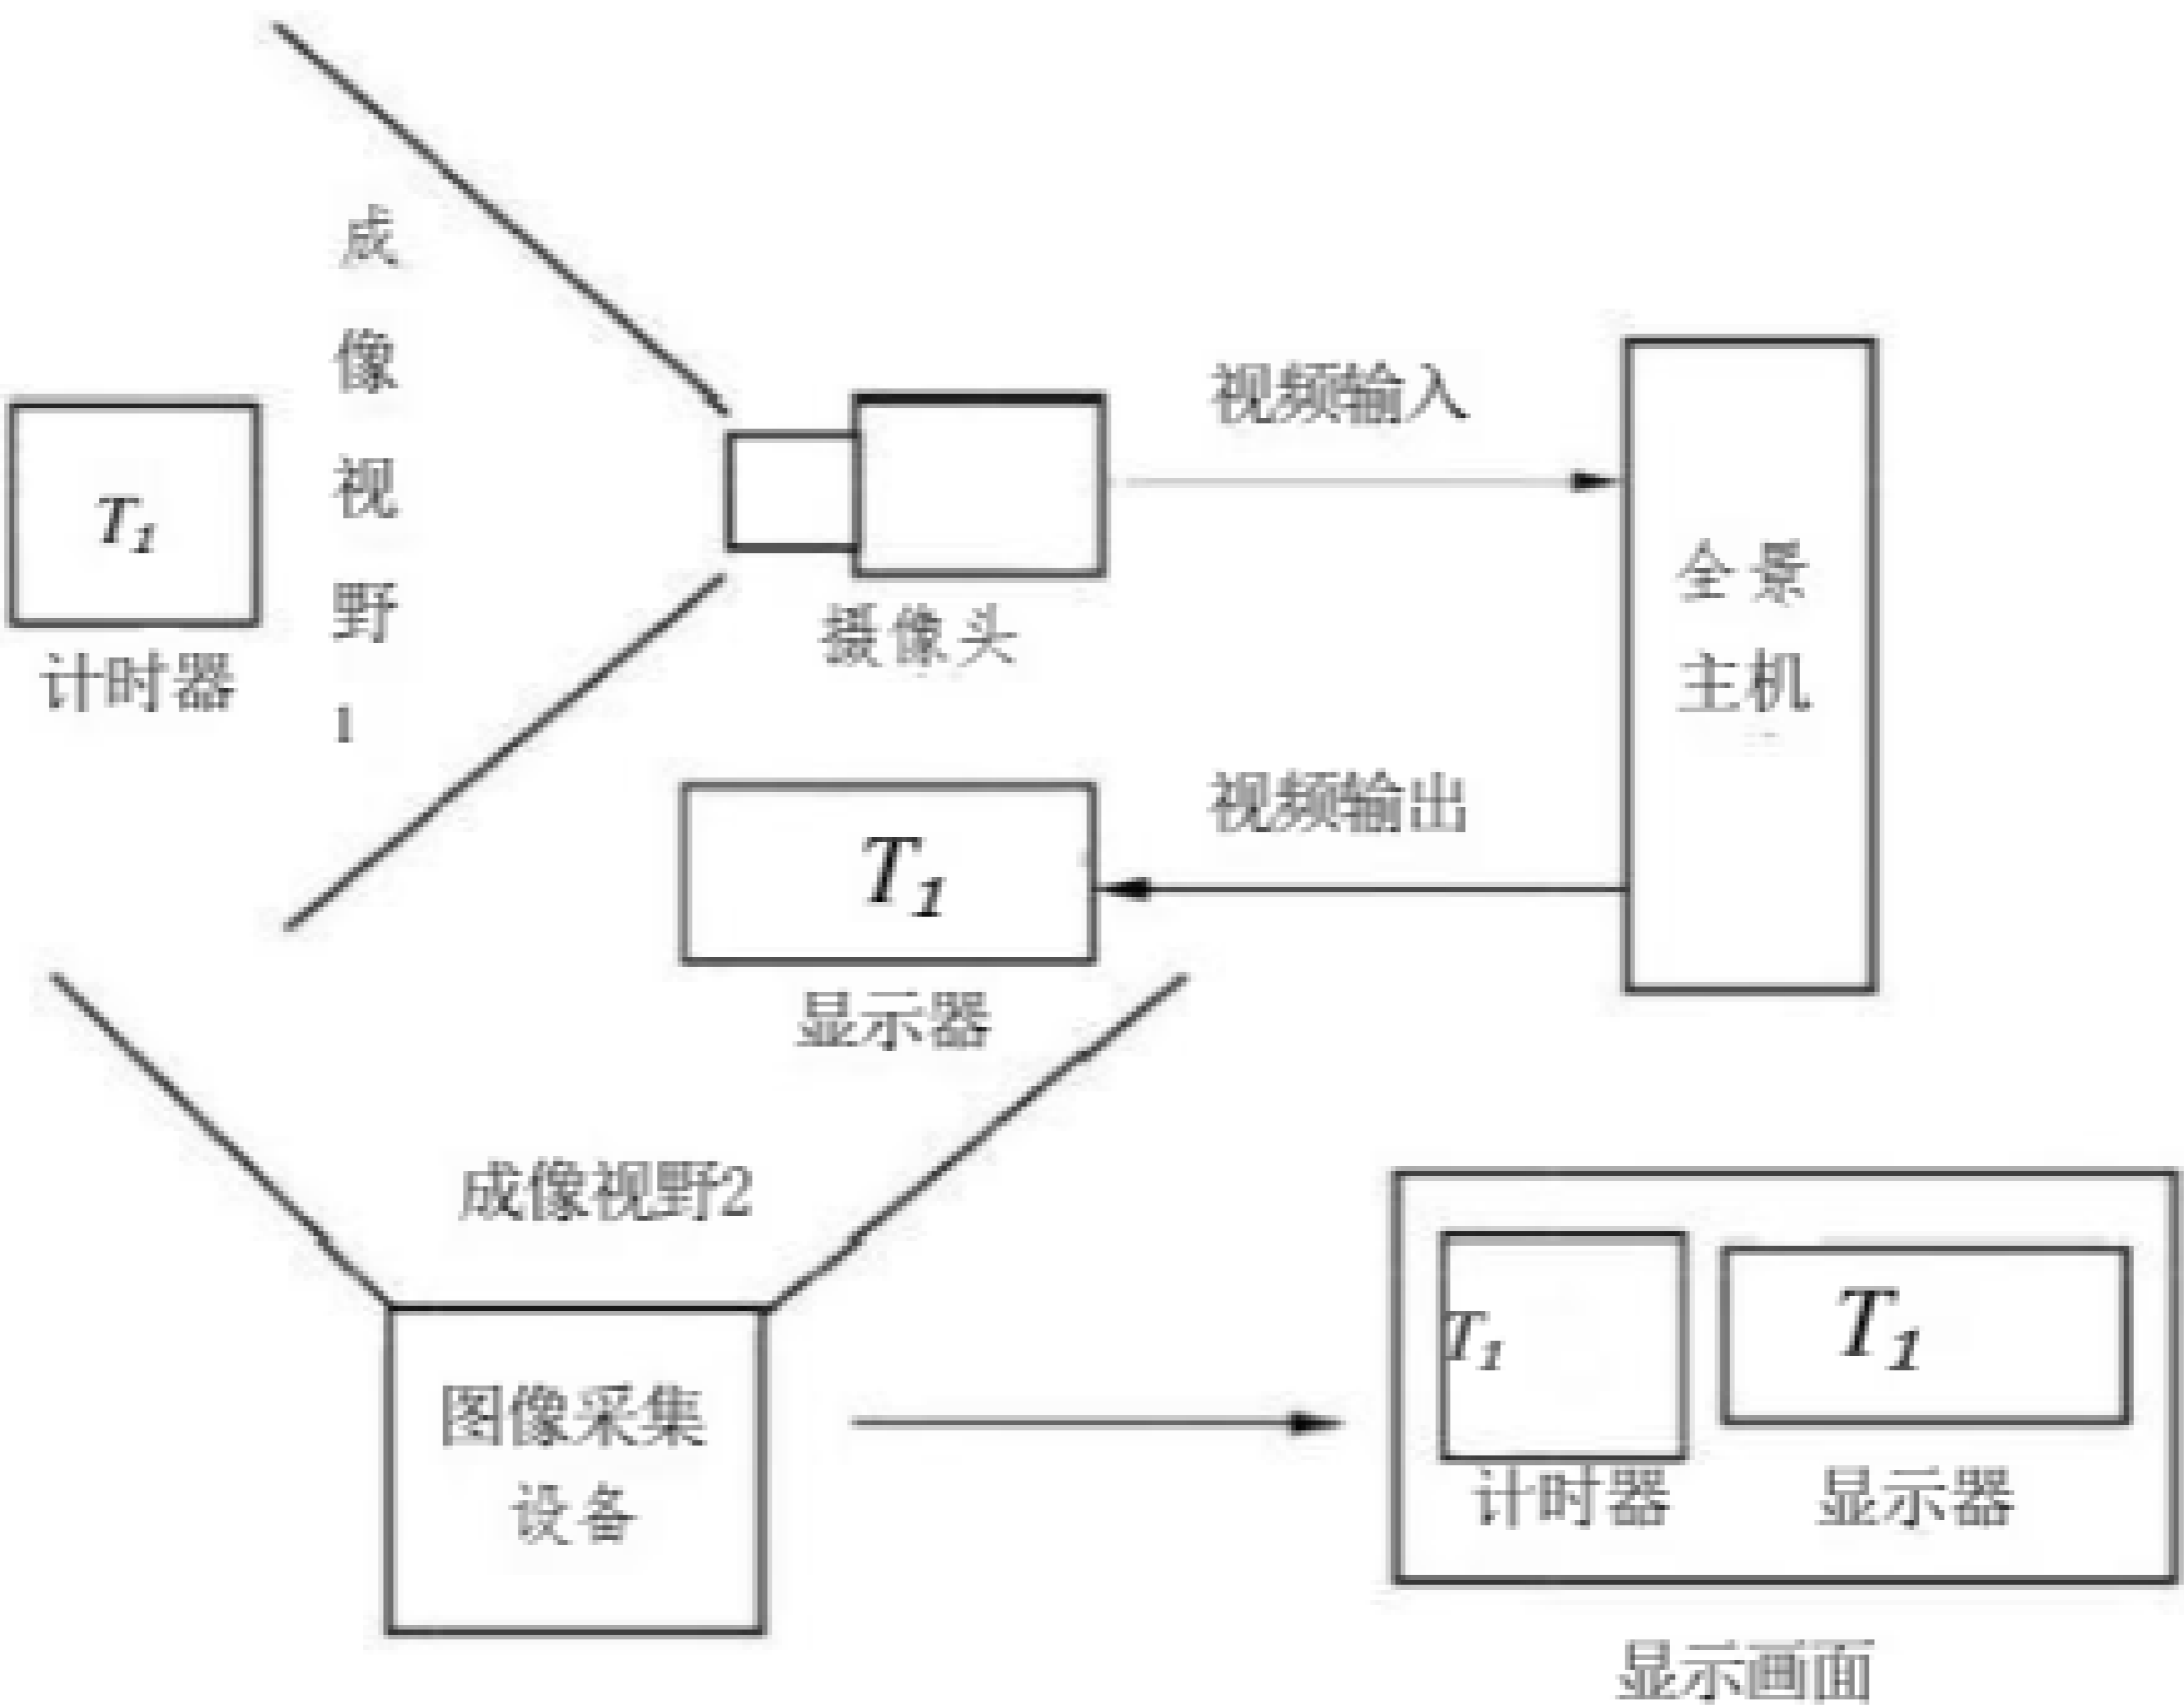 成像视野1
T1
计时器
摄像头
视频输入
全景
主机
视频输出
T1
显示器
成像视野2
图像采集
设备
T1
计时器
T1
显示器
显示画面